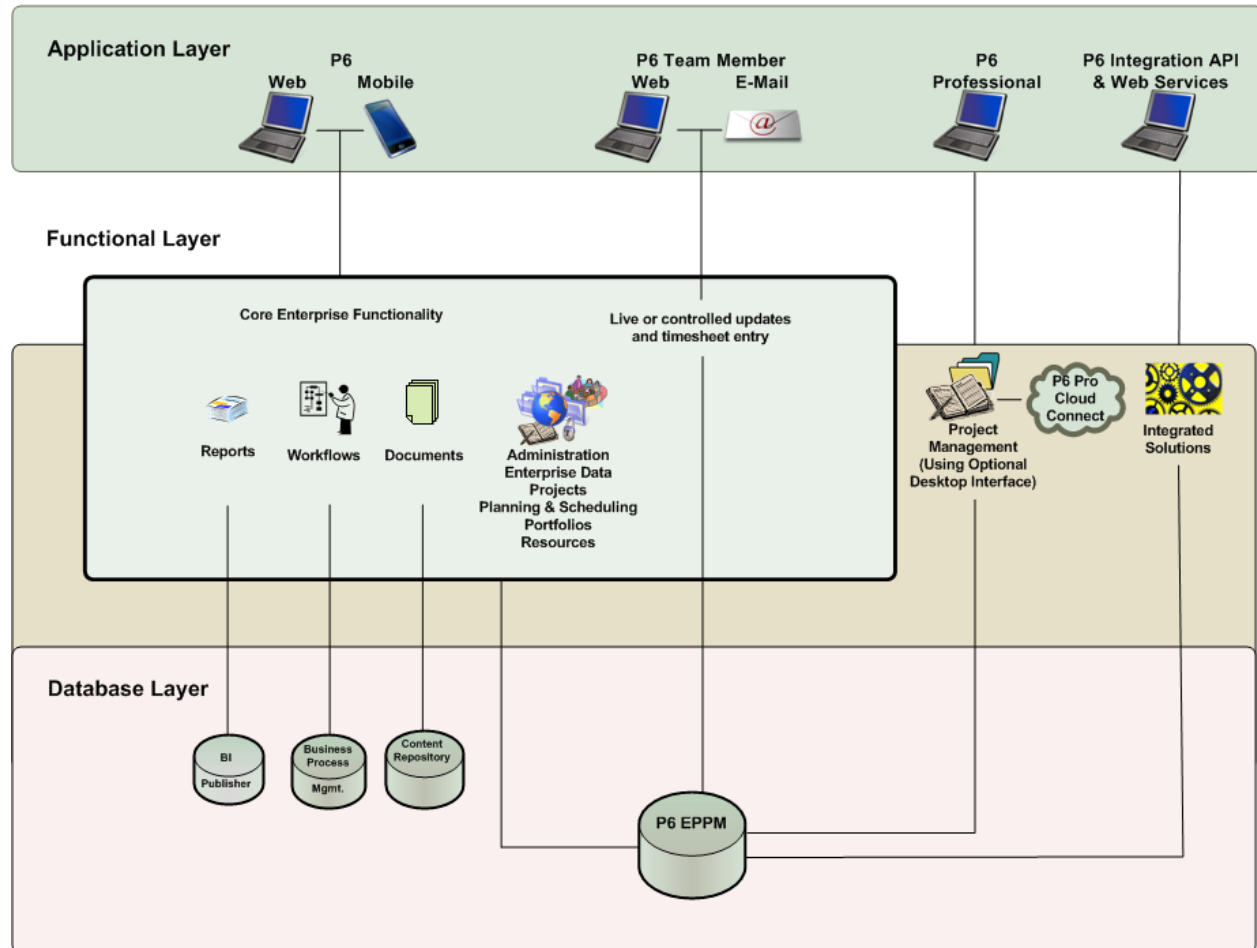 Application Layer
P6
Web
Mobile
P6 Team Member
Web
E-Mail
P6
Professional
P6 Integration API
& Web Services
@
Functional Layer
Core Enterprise Functionality
Live or controlled updates
and timesheet entry
Reports
Workflows
Documents
Administration
Enterprise Data
Projects
Planning & Scheduling
Portfolios
Resources
Project
Management
(Using Optional
Desktop Interface)
P6 Pro
Cloud
Connect
Integrated
Solutions
Database Layer
BI
Publisher
Business
Process
Mgmt.
Content
Repository
P6 EPPM